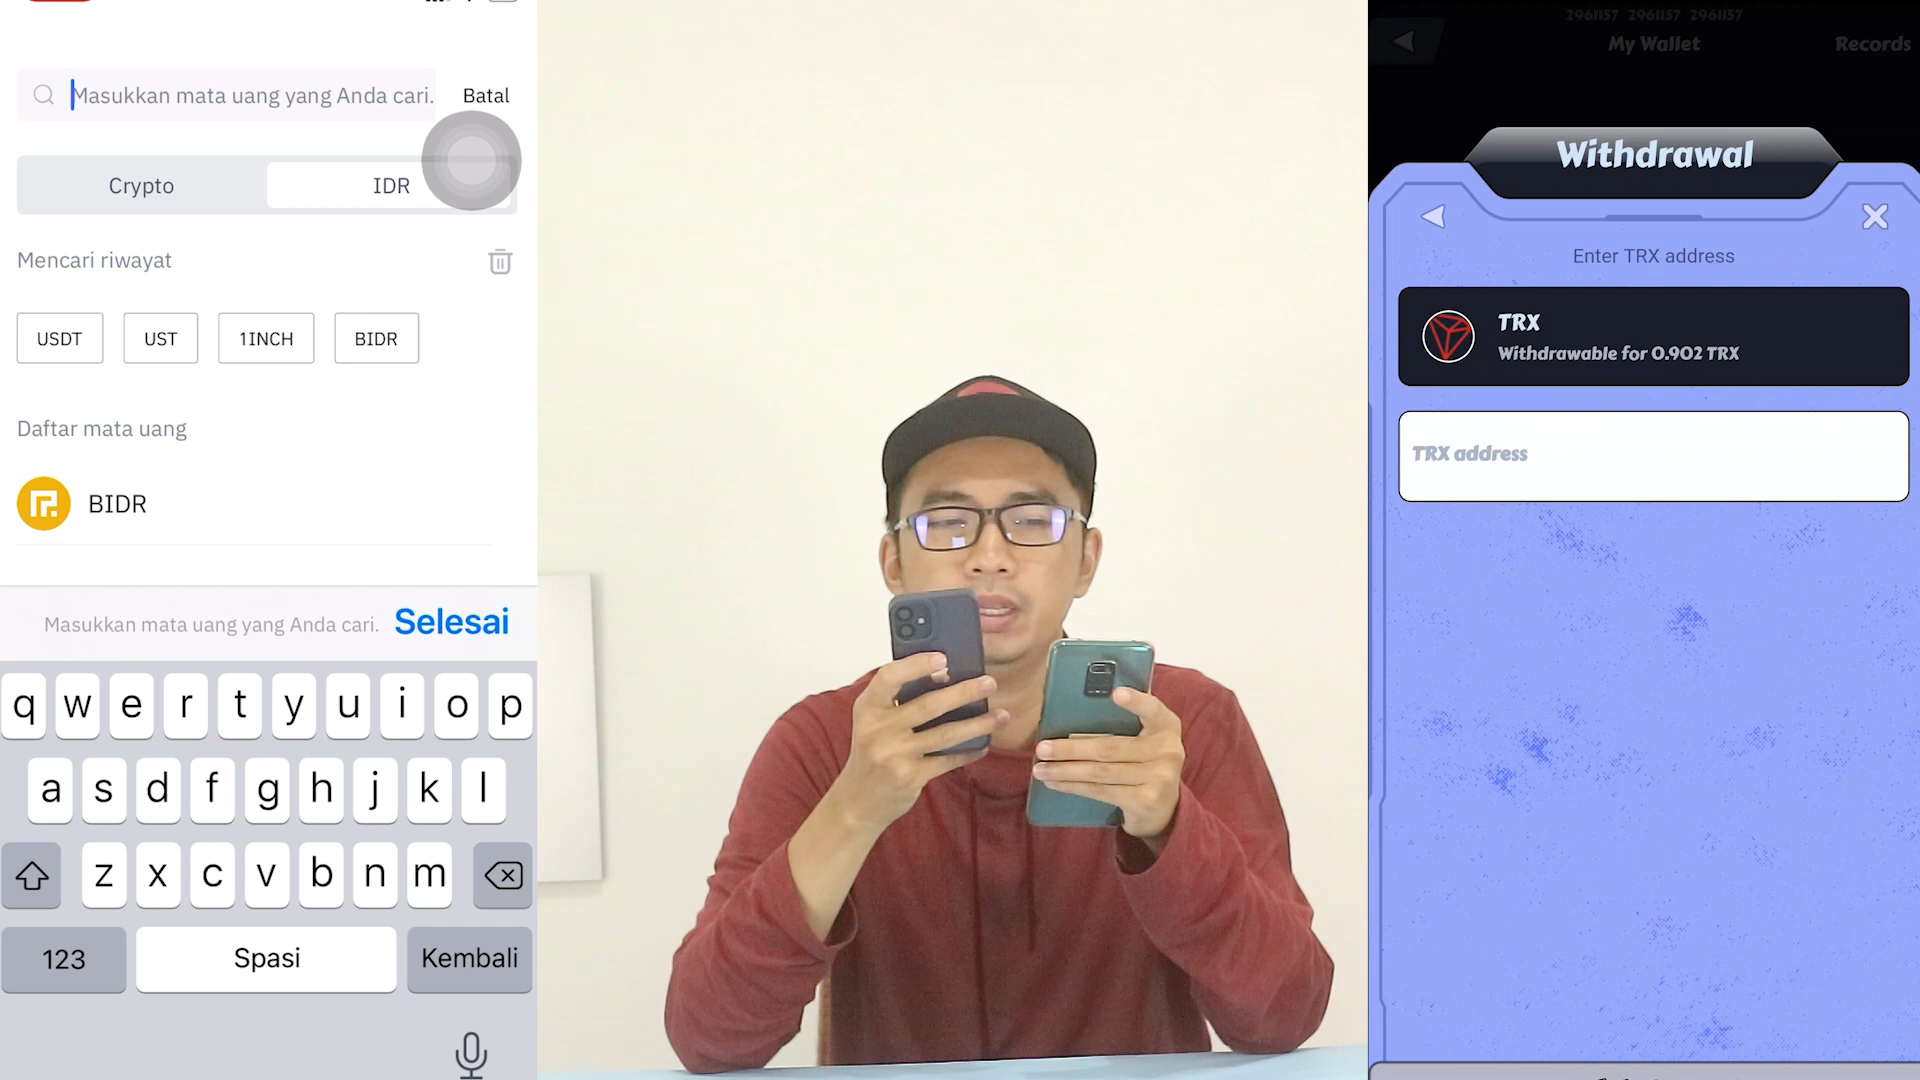 Masukkan mata uang yang Anda cari.
Batal
Crypto
IDR
Mencari riwayat
USDT
UST
1INCH
BIDR
Daftar mata uang
BIDR
Masukkan mata uang yang Anda cari.
Selesai
q w e r t y u i o p
a s d f g h j k l
z x c v b n m
123
Spasi
Kembali
2961157 2961157 2961157
My Wallet
Records
Withdrawal
Enter TRX address
TRX
Withdrawable for 0.902 TRX
TRX address